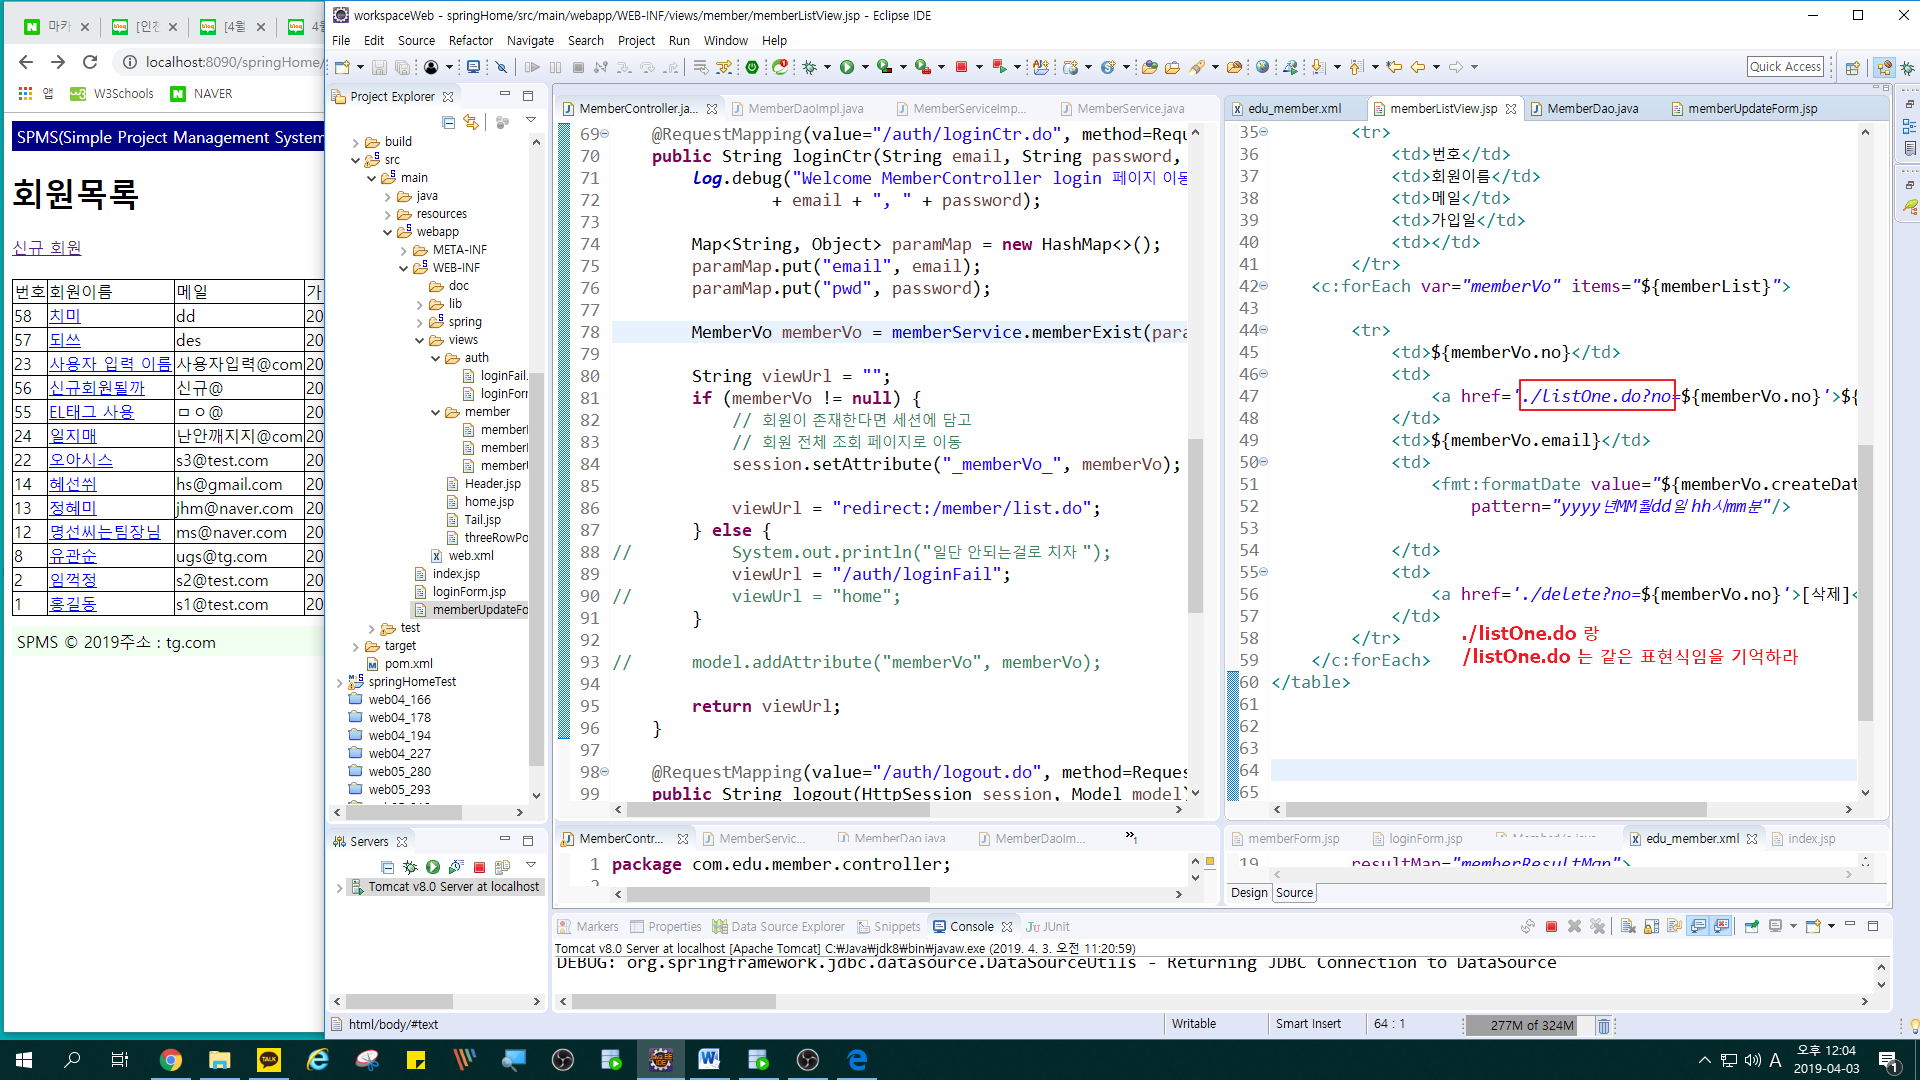 workspaceWeb - springHome/src/main/webapp/WEB-INF/views/member/memberListView.jsp - Eclipse IDE
File Edit Source Refactor Navigate Search Project Run Window Help
Quick Access
마카
[인천
[4월
4월
localhost:8090/springHome/
앱 W3Schools NAVER
SPMS(Simple Project Management System
회원목록
신규 회원
번호 회원이름 메일 가
58 치미 dd
57 되쓰 des
23 사용자 입력 이름 사용자입력@com 20
56 신규회원될까 신규@ 20
55 EL태그 사용 ㅁㅇ@ 20
24 일지매 난안깨지지@com 20
22 오아시스 s3@test.com 20
14 혜선쒸 hs@gmail.com 20
13 정혜미 jhm@naver.com 20
12 명선씨는팀장님 ms@naver.com 20
8 유관순 ugs@tg.com 20
2 임꺽정 s2@test.com 20
1 홍길동 s1@test.com 20
SPMS © 2019주소 : tg.com
Project Explorer
build
src
main
java
resources
webapp
META-INF
WEB-INF
doc
lib
spring
views
auth
loginFail.
loginForm
member
member
member
member
Header.jsp
home.jsp
Tail.jsp
threeRowPo
web.xml
index.jsp
loginForm.jsp
memberUpdateFo
test
target
pom.xml
springHomeTest
web04_166
web04_178
web04_194
web04_227
web05_280
web05_293
Servers
Tomcat v8.0 Server at localhost
MemberController.ja... MemberDaoImpl.java MemberServiceImp... MemberService.java
69 @RequestMapping(value="/auth/loginCtr.do", method=Reque
70 public String loginCtr(String email, String password,
71 log.debug("Welcome MemberController login 페이지 이동
72 + email + ", " + password);
73
74 Map<String, Object> paramMap = new HashMap<>();
75 paramMap.put("email", email);
76 paramMap.put("pwd", password);
77
78 MemberVo memberVo = memberService.memberExist(para
79
80 String viewUrl = "";
81 if (memberVo != null) {
82 // 회원이 존재한다면 세션에 담고
83 // 회원 전체 조회 페이지로 이동
84 session.setAttribute("_memberVo_", memberVo);
85
86 viewUrl = "redirect:/member/list.do";
87 } else {
88 // System.out.println("일단 안되는걸로 치자 ");
89 viewUrl = "/auth/loginFail";
90 // viewUrl = "home";
91 }
92
93 // model.addAttribute("memberVo", memberVo);
94
95 return viewUrl;
96 }
97
98 @RequestMapping(value="/auth/logout.do", method=Reques
99 public String logout(HttpSession session, Model model)
edu_member.xml memberListView.jsp MemberDao.java memberUpdateForm.jsp
35 <tr>
36 <td>번호</td>
37 <td>회원이름</td>
38 <td>메일</td>
39 <td>가입일</td>
40 <td></td>
41 </tr>
42 <c:forEach var="memberVo" items="${memberList}">
43
44 <tr>
45 <td>${memberVo.no}</td>
46 <td>
47 <a href='./listOne.do?no=${memberVo.no}'>${
48 </td>
49 <td>${memberVo.email}</td>
50 <td>
51 <fmt:formatDate value="${memberVo.createDat
52 pattern="yyyy년MM월dd일 hh시mm분"/>
53
54 </td>
55 <td>
56 <a href='./delete?no=${memberVo.no}'>[삭제]<
57 </td>
58 </tr>
59 </c:forEach>
60 </table>
61
62
63
64
65
./listOne.do 랑
/listOne.do 는 같은 표현식임을 기억하라
MemberContr... MemberServic... MemberDao.java MemberDaoIm... »1
1 package com.edu.member.controller;
2
memberForm.jsp loginForm.jsp MemberVo.java edu_member.xml index.jsp
19 resultMap="memberResultMap">
Design Source
Markers Properties Data Source Explorer Snippets Console JUnit
Tomcat v8.0 Server at localhost [Apache Tomcat] C:₩Java₩jdk8₩bin₩javaw.exe (2019. 4. 3. 오전 11:20:59)
DEBUG: org.springframework.jdbc.datasource.DataSourceUtils - Returning JDBC Connection to DataSource
html/body/#text
Writable
Smart Insert
64 : 1
277M of 324M
TALK
A
오후 12:04
2019-04-03
1